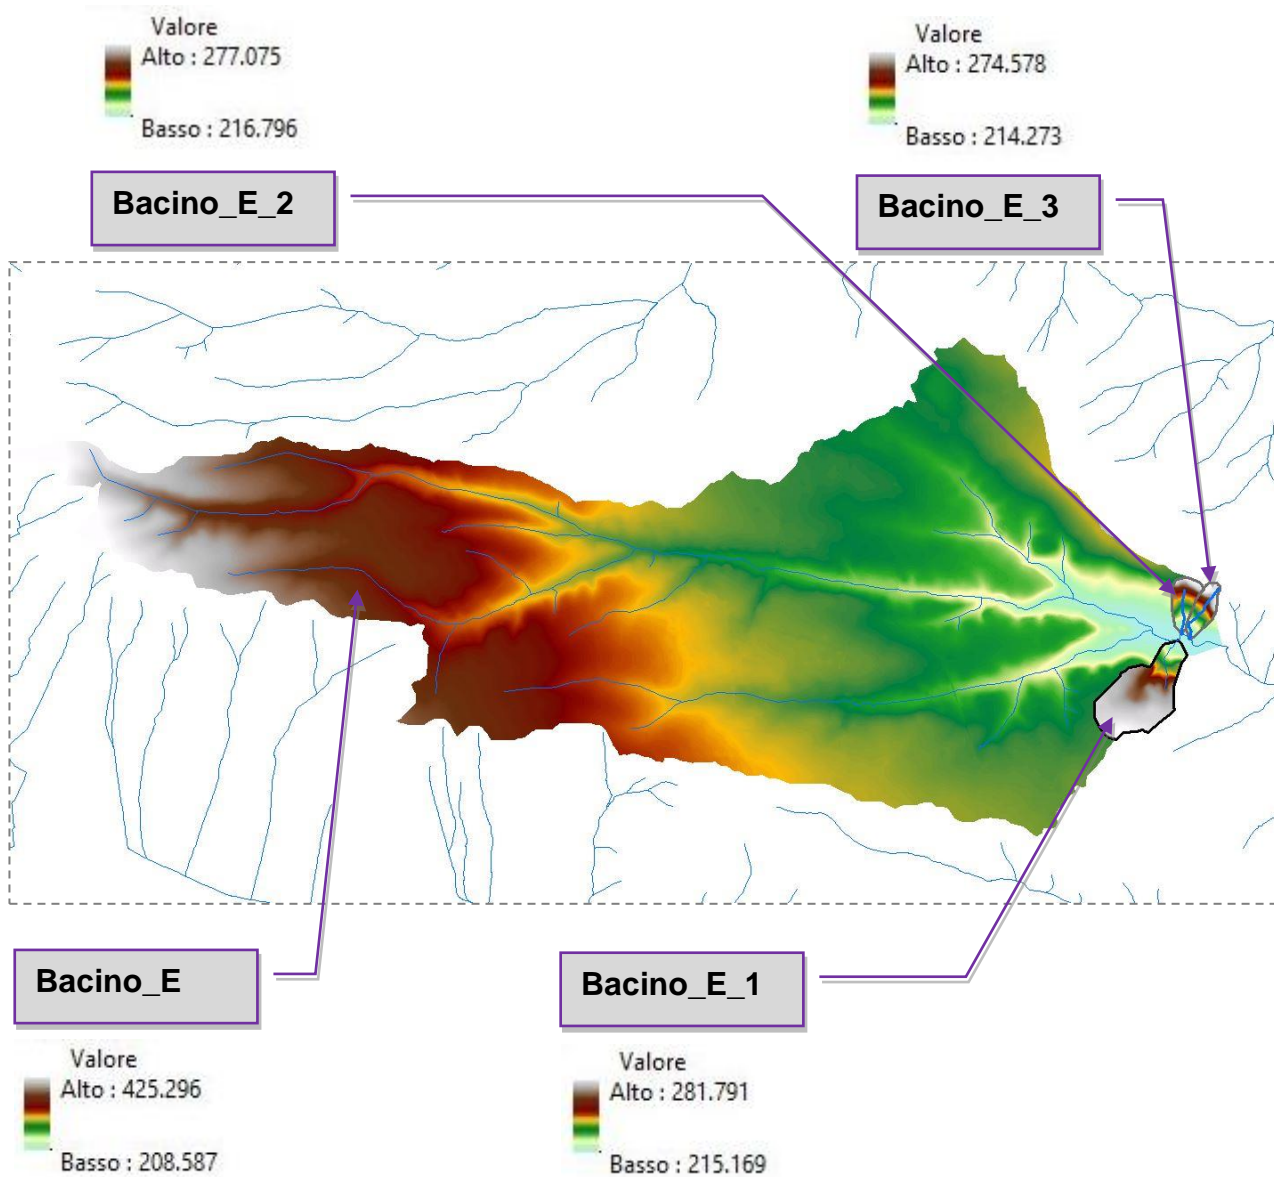 Valore
Alto : 277.075
Basso : 216.796
Valore
Alto : 274.578
Basso : 214.273
Bacino_E_2
Bacino_E_3
Bacino_E
Bacino_E_1
Valore
Alto : 425.296
Basso : 208.587
Valore
Alto : 281.791
Basso : 215.169